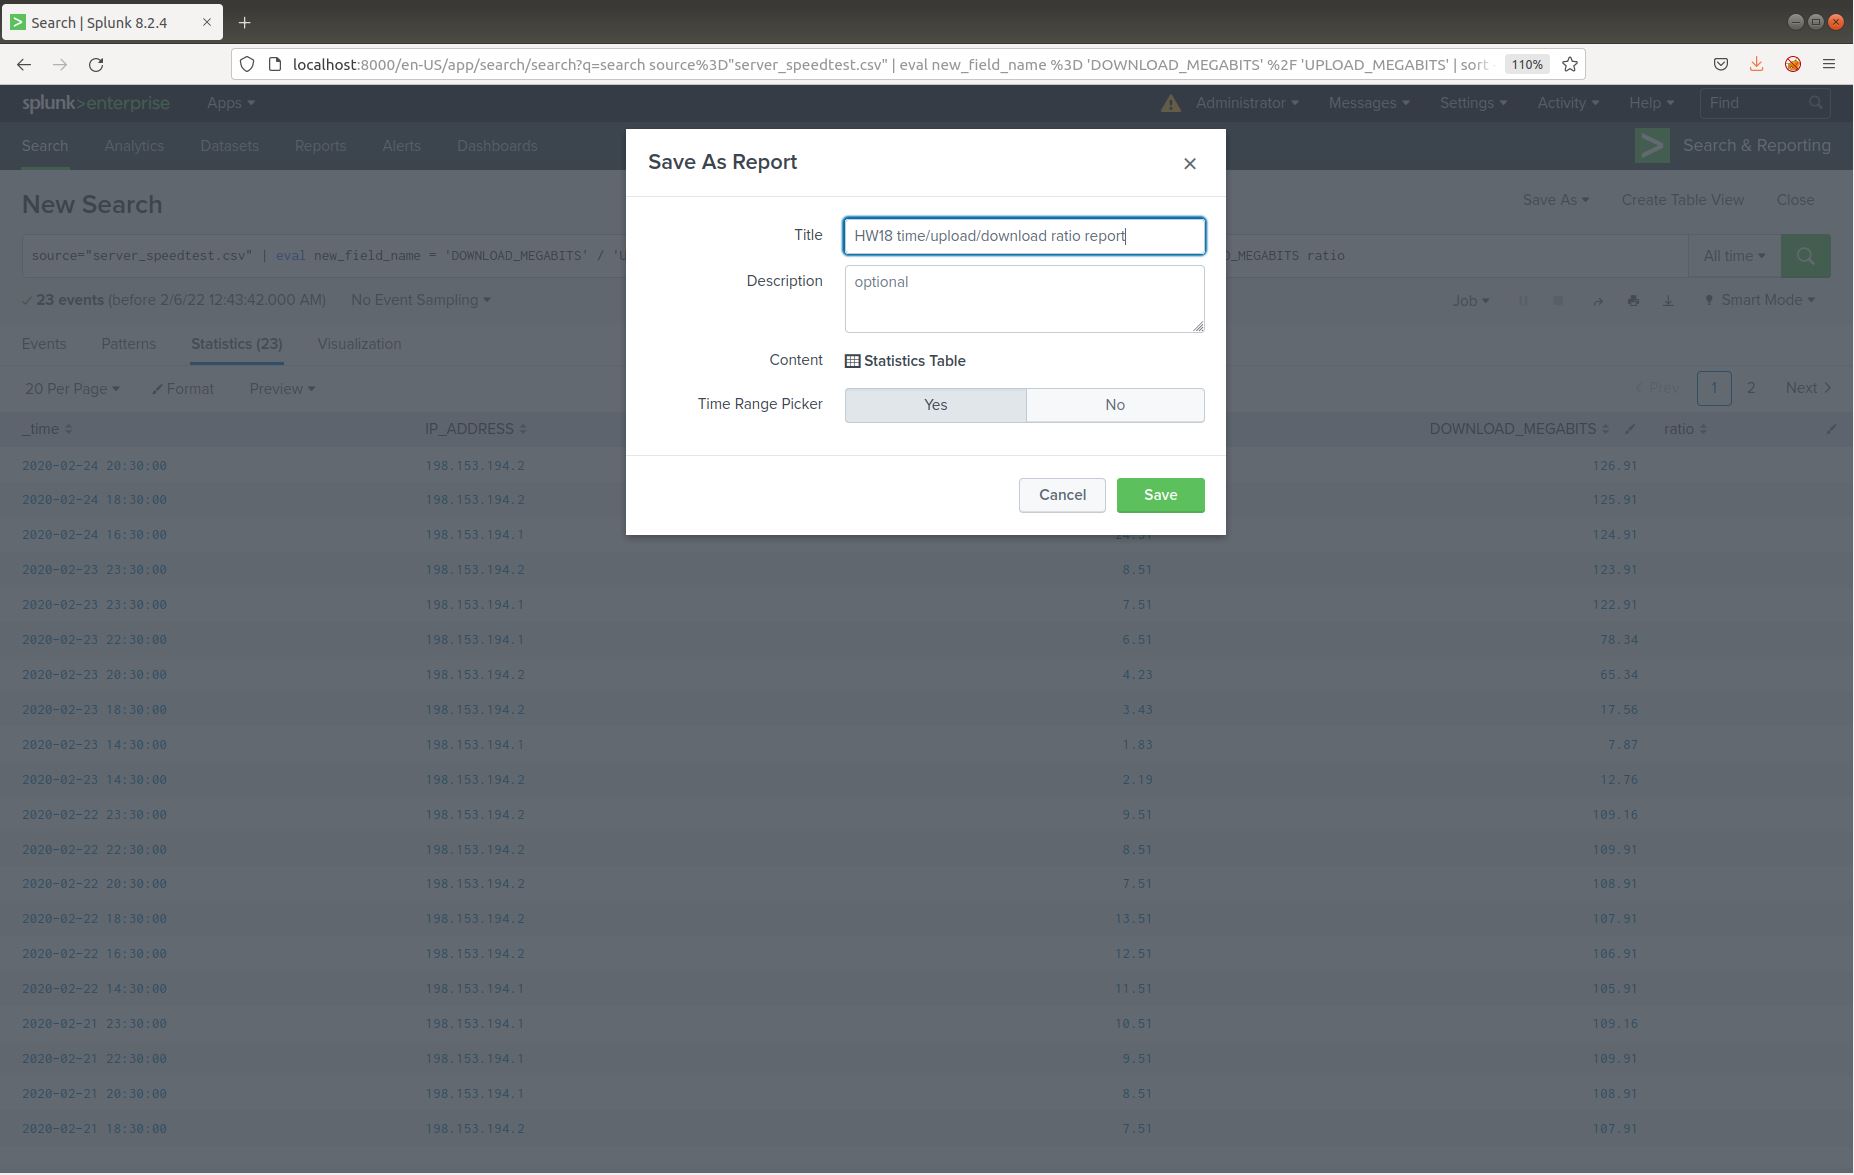 Search | Splunk 8.2.4
localhost:8000/en-US/app/search/search?q=search source%3D"server_speedtest.csv" | eval new_field_name %3D 'DOWNLOAD_MEGABITS' %2F 'UPLOAD_MEGABITS' | sort
110%
splunk>enterprise Apps Administrator Messages Settings Activity Help Find
Search Analytics Datasets Reports Alerts Dashboards Search & Reporting
Save As Report
New Search Save As Create Table View Close
Title HW18 time/upload/download ratio report
source="server_speedtest.csv" | eval new_field_name = 'DOWNLOAD_MEGABITS' / 'U D_MEGABITS ratio All time
Description optional
23 events (before 2/6/22 12:43:42.000 AM) No Event Sampling Job Smart Mode
Events Patterns Statistics (23) Visualization
Content Statistics Table
20 Per Page Format Preview Prev 1 2 Next
Time Range Picker Yes No
_time IP_ADDRESS DOWNLOAD_MEGABITS ratio
2020-02-24 20:30:00 198.153.194.2 126.91
Cancel Save
2020-02-24 18:30:00 198.153.194.2 125.91
2020-02-24 16:30:00 198.153.194.1 124.91
2020-02-23 23:30:00 198.153.194.2 8.51 123.91
2020-02-23 23:30:00 198.153.194.1 7.51 122.91
2020-02-23 22:30:00 198.153.194.1 6.51 78.34
2020-02-23 20:30:00 198.153.194.2 4.23 65.34
2020-02-23 18:30:00 198.153.194.2 3.43 17.56
2020-02-23 14:30:00 198.153.194.1 1.83 7.87
2020-02-23 14:30:00 198.153.194.2 2.19 12.76
2020-02-22 23:30:00 198.153.194.2 9.51 109.16
2020-02-22 22:30:00 198.153.194.2 8.51 109.91
2020-02-22 20:30:00 198.153.194.2 7.51 108.91
2020-02-22 18:30:00 198.153.194.2 13.51 107.91
2020-02-22 16:30:00 198.153.194.2 12.51 106.91
2020-02-22 14:30:00 198.153.194.1 11.51 105.91
2020-02-21 23:30:00 198.153.194.1 10.51 109.16
2020-02-21 22:30:00 198.153.194.1 9.51 109.91
2020-02-21 20:30:00 198.153.194.1 8.51 108.91
2020-02-21 18:30:00 198.153.194.2 7.51 107.91